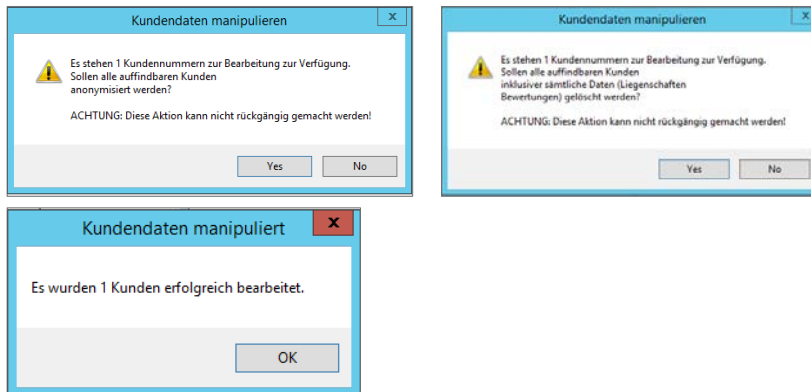 Kundendaten manipulieren
x
Es stehen 1 Kundennummern zur Bearbeitung zur Verfügung.
Sollen alle auffindbaren Kunden
anonymisiert werden?
ACHTUNG: Diese Aktion kann nicht rückgängig gemacht werden!
Yes
No
Kundendaten manipulieren
x
Es stehen 1 Kundennummern zur Bearbeitung zur Verfügung.
Sollen alle auffindbaren Kunden
inklusiver sämtliche Daten (Liegenschaften
Bewertungen) gelöscht werden?
ACHTUNG: Diese Aktion kann nicht rückgängig gemacht werden!
Yes
No
Kundendaten manipuliert
x
Es wurden 1 Kunden erfolgreich bearbeitet.
OK